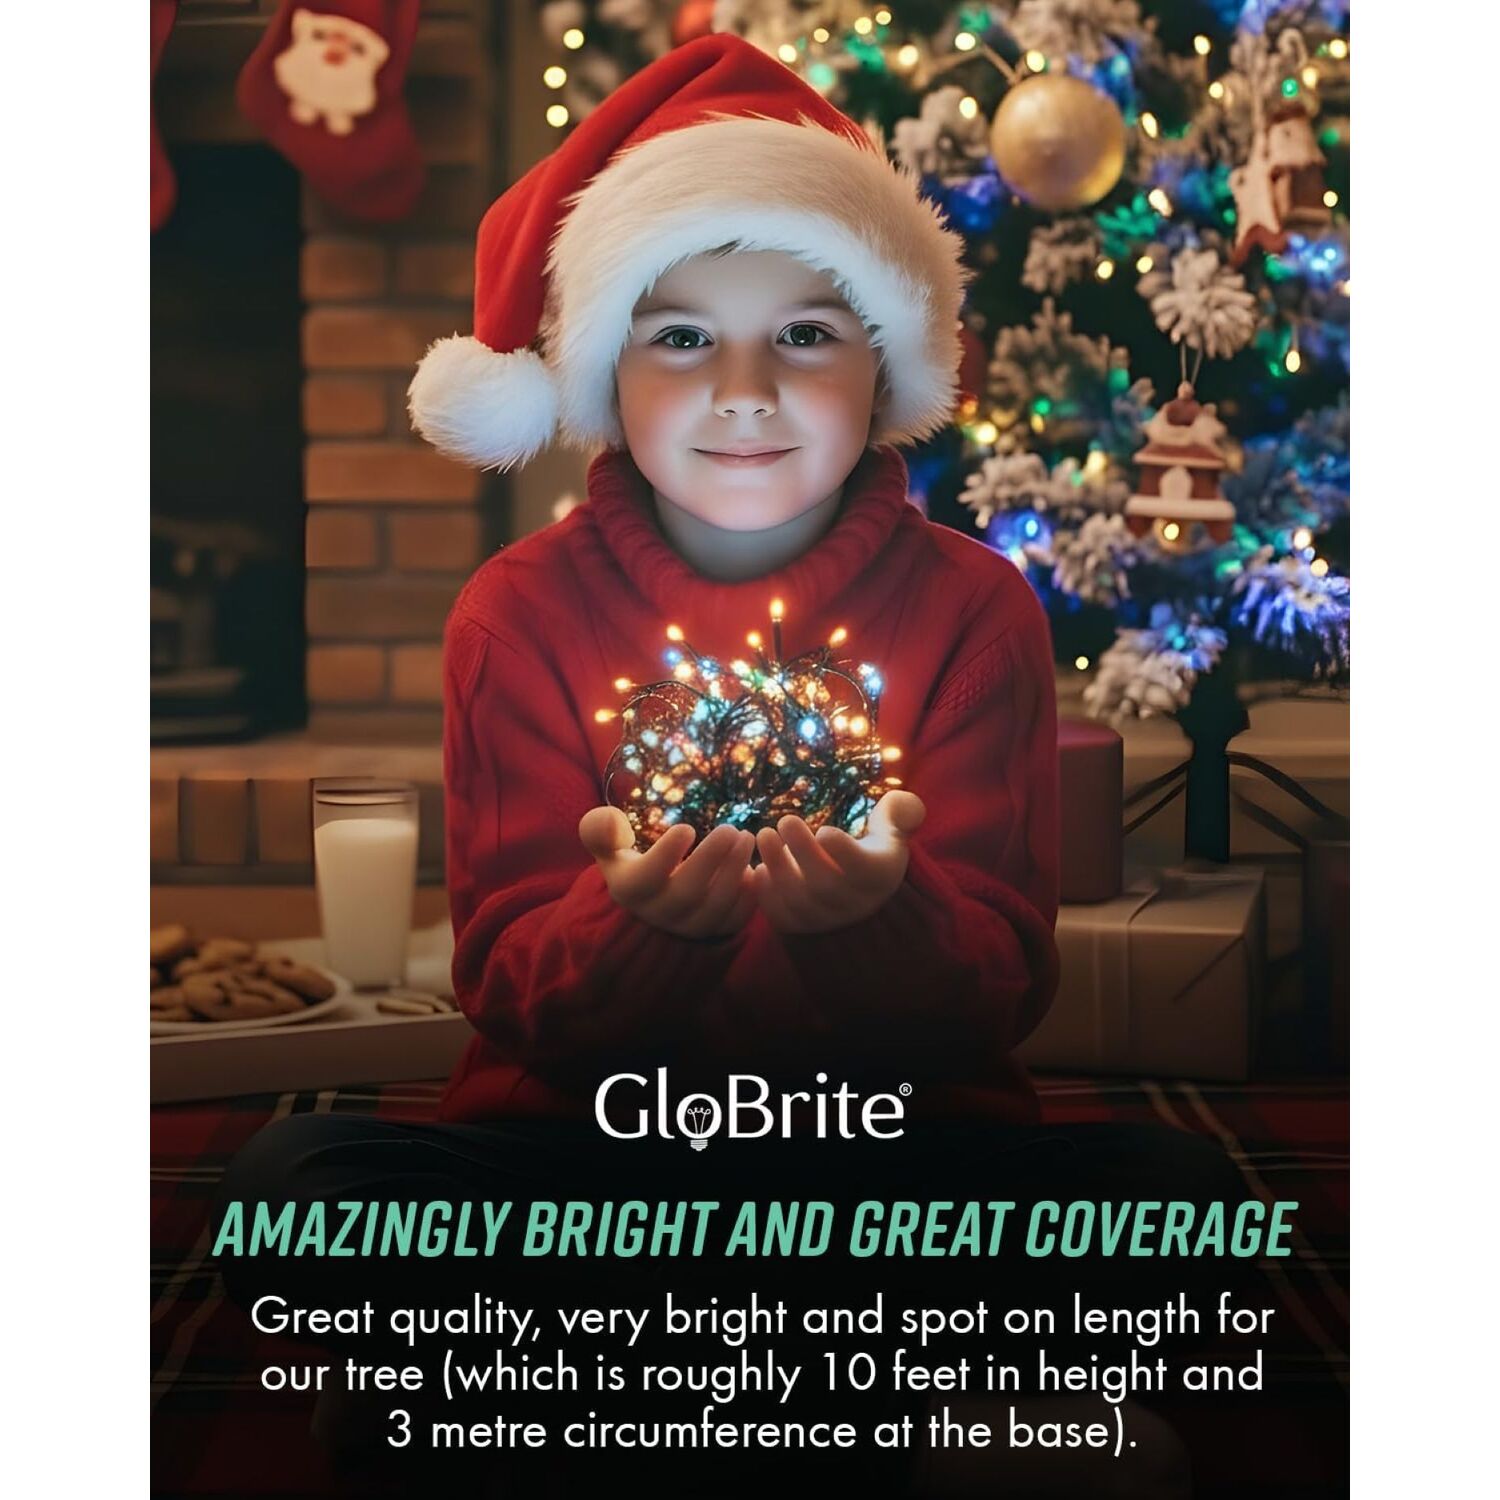 GloBrite®
AMAZINGLY BRIGHT AND GREAT COVERAGE
Great quality, very bright and spot on length for
our tree (which is roughly 10 feet in height and
3 metre circumference at the base).